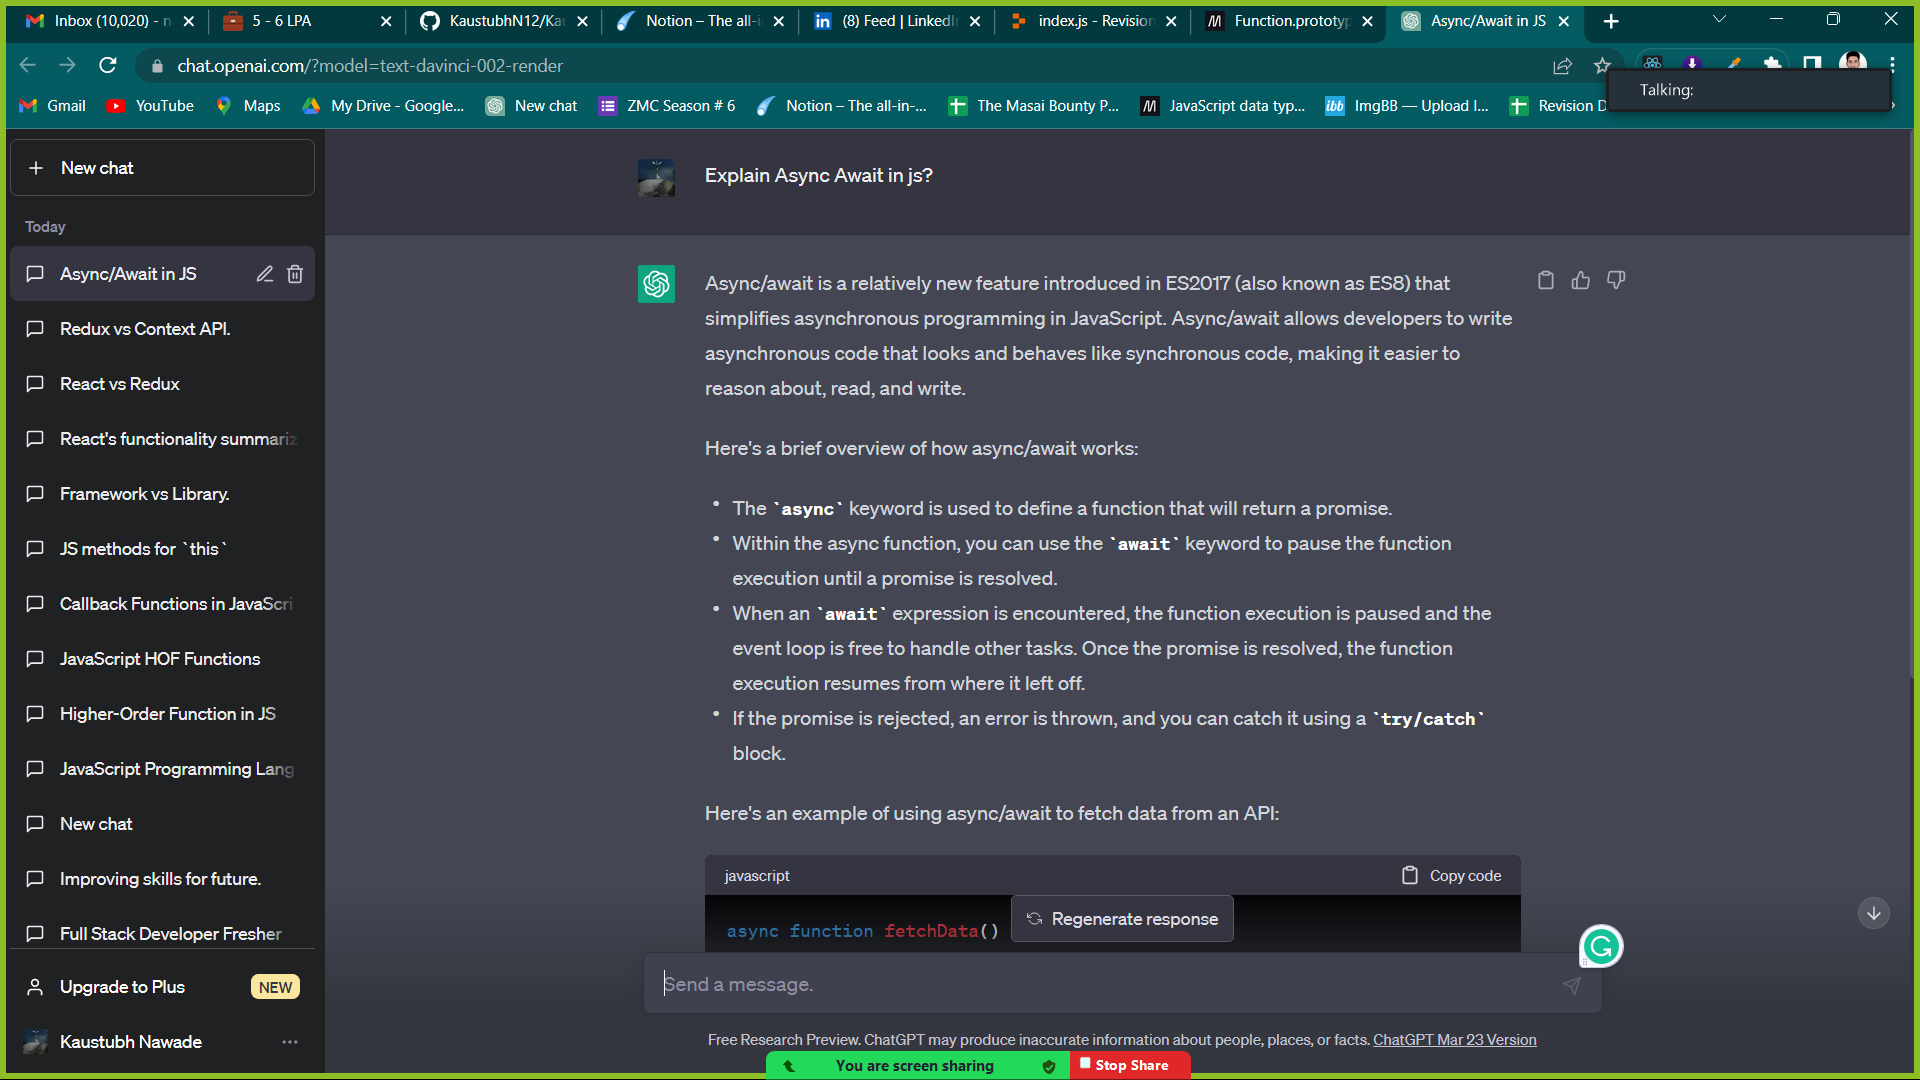 Inbox (10,020) - n
5 - 6 LPA
KaustubhN12/Kau
Notion – The all-i
(8) Feed | LinkedIn
index.js - Revision
Function.prototyp
Async/Await in JS
chat.openai.com/?model=text-davinci-002-render
Talking:
Gmail
YouTube
Maps
My Drive - Google...
New chat
ZMC Season # 6
Notion – The all-in-...
The Masai Bounty P...
JavaScript data typ...
ibb
ImgBB — Upload I...
Revision D
New chat
Today
Async/Await in JS
Redux vs Context API.
React vs Redux
React's functionality summariz
Framework vs Library.
JS methods for `this`
Callback Functions in JavaScri
JavaScript HOF Functions
Higher-Order Function in JS
JavaScript Programming Lang
New chat
Improving skills for future.
Full Stack Developer Fresher
Upgrade to Plus
NEW
Kaustubh Nawade
Explain Async Await in js?
Async/await is a relatively new feature introduced in ES2017 (also known as ES8) that
simplifies asynchronous programming in JavaScript. Async/await allows developers to write
asynchronous code that looks and behaves like synchronous code, making it easier to
reason about, read, and write.
Here's a brief overview of how async/await works:
• The `async` keyword is used to define a function that will return a promise.
• Within the async function, you can use the `await` keyword to pause the function
execution until a promise is resolved.
• When an `await` expression is encountered, the function execution is paused and the
event loop is free to handle other tasks. Once the promise is resolved, the function
execution resumes from where it left off.
• If the promise is rejected, an error is thrown, and you can catch it using a `try/catch`
block.
Here's an example of using async/await to fetch data from an API:
javascript
Copy code
async function fetchData()
Regenerate response
Send a message.
Free Research Preview. ChatGPT may produce inaccurate information about people, places, or facts. ChatGPT Mar 23 Version
You are screen sharing
Stop Share